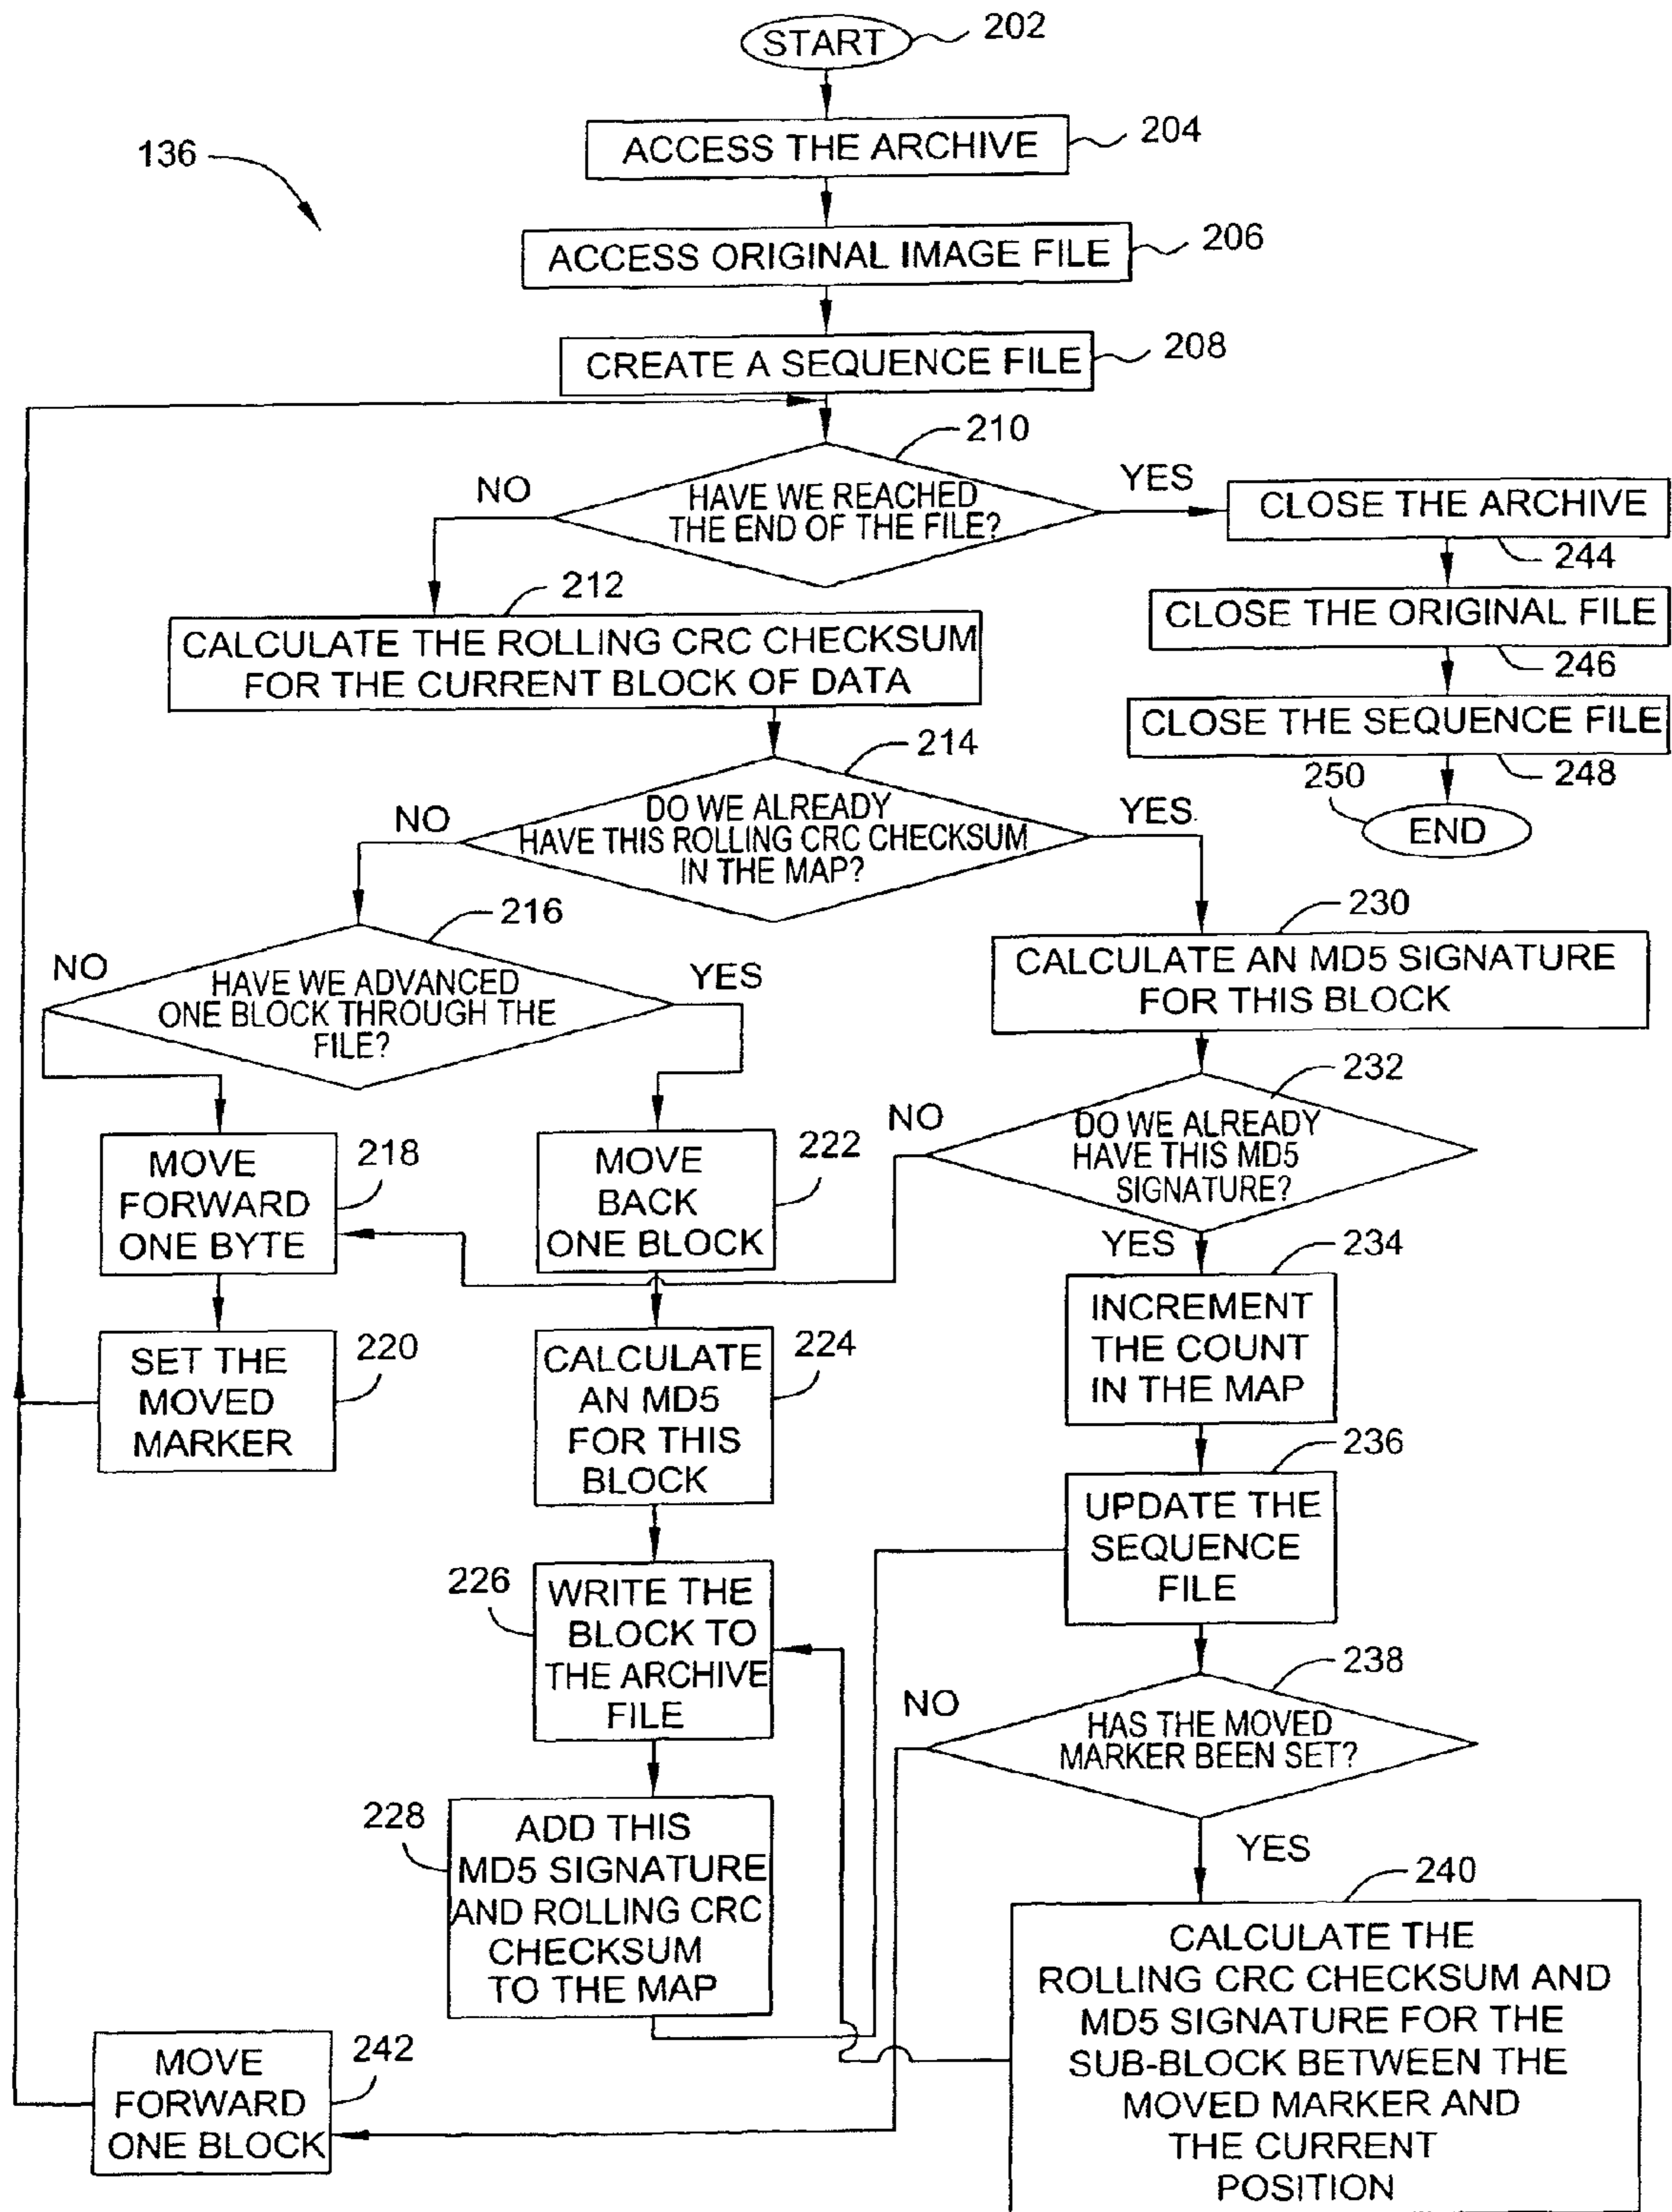 START
202
136
ACCESS THE ARCHIVE
204
ACCESS ORIGINAL IMAGE FILE
206
CREATE A SEQUENCE FILE
208
210
NO
HAVE WE REACHED
THE END OF THE FILE?
YES
CLOSE THE ARCHIVE
244
CLOSE THE ORIGINAL FILE
246
CLOSE THE SEQUENCE FILE
248
250
END
212
CALCULATE THE ROLLING CRC CHECKSUM
FOR THE CURRENT BLOCK OF DATA
214
NO
DO WE ALREADY
HAVE THIS ROLLING CRC CHECKSUM
IN THE MAP?
YES
216
NO
HAVE WE ADVANCED
ONE BLOCK THROUGH THE
FILE?
YES
230
CALCULATE AN MD5 SIGNATURE
FOR THIS BLOCK
232
NO
DO WE ALREADY
HAVE THIS MD5
SIGNATURE?
YES
MOVE
FORWARD
ONE BYTE
218
MOVE
BACK
ONE BLOCK
222
234
INCREMENT
THE COUNT
IN THE MAP
SET THE
MOVED
MARKER
220
CALCULATE
AN MD5
FOR THIS
BLOCK
224
236
UPDATE THE
SEQUENCE
FILE
226
WRITE THE
BLOCK TO
THE ARCHIVE
FILE
238
NO
HAS THE MOVED
MARKER BEEN SET?
YES
228
ADD THIS
MD5 SIGNATURE
AND ROLLING CRC
CHECKSUM
TO THE MAP
240
CALCULATE THE
ROLLING CRC CHECKSUM AND
MD5 SIGNATURE FOR THE
SUB-BLOCK BETWEEN THE
MOVED MARKER AND
THE CURRENT
POSITION
MOVE
FORWARD
ONE BLOCK
242